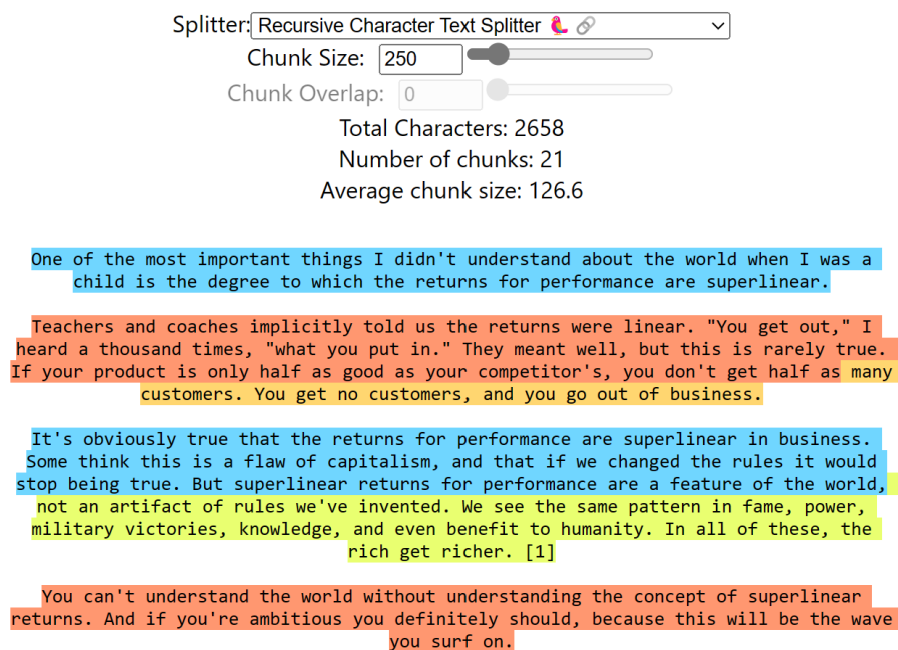 Splitter: Recursive Character Text Splitter 🦜 🔗
Chunk Size: 250
Chunk Overlap: 0
Total Characters: 2658
Number of chunks: 21
Average chunk size: 126.6
One of the most important things I didn't understand about the world when I was a
child is the degree to which the returns for performance are superlinear.
Teachers and coaches implicitly told us the returns were linear. "You get out," I
heard a thousand times, "what you put in." They meant well, but this is rarely true.
If your product is only half as good as your competitor's, you don't get half as many
customers. You get no customers, and you go out of business.
It's obviously true that the returns for performance are superlinear in business.
Some think this is a flaw of capitalism, and that if we changed the rules it would
stop being true. But superlinear returns for performance are a feature of the world,
not an artifact of rules we've invented. We see the same pattern in fame, power,
military victories, knowledge, and even benefit to humanity. In all of these, the
rich get richer. [1]
You can't understand the world without understanding the concept of superlinear
returns. And if you're ambitious you definitely should, because this will be the wave
you surf on.